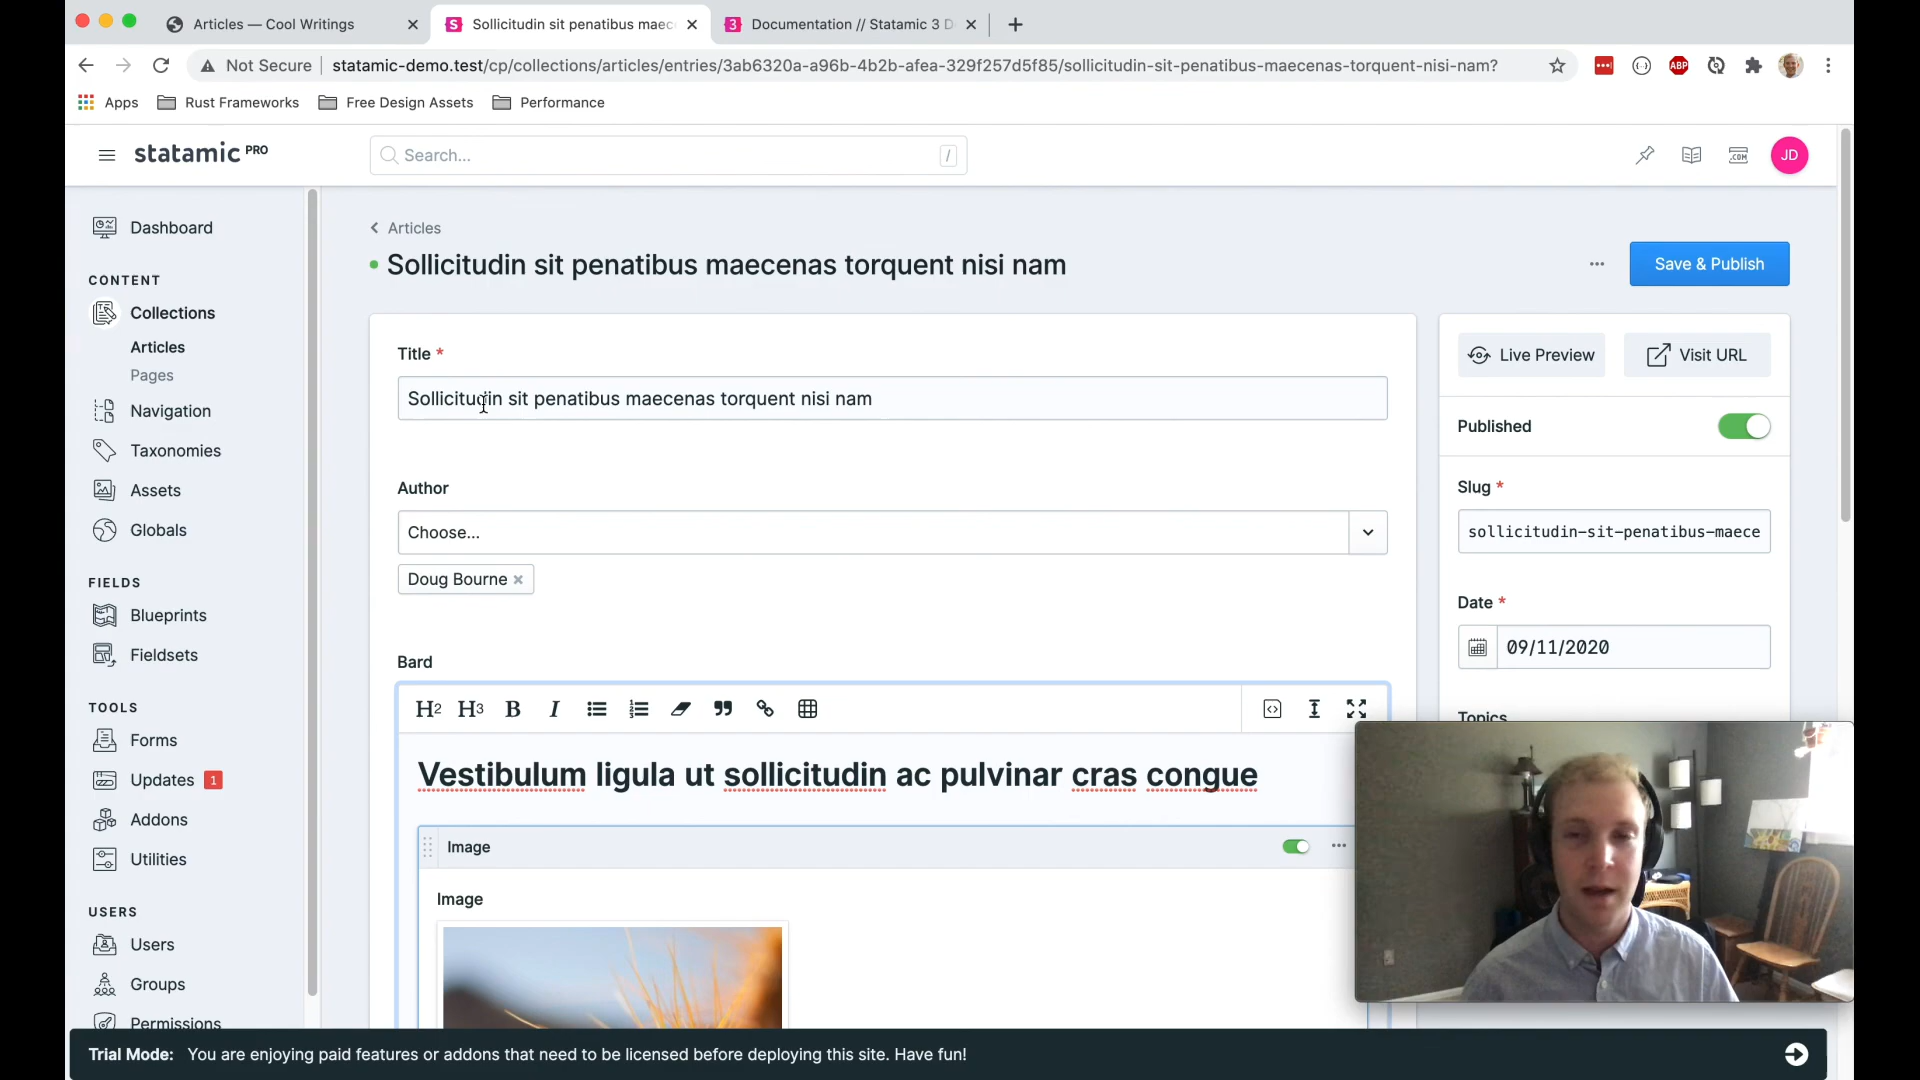 Articles — Cool Writings
Sollicitudin sit penatibus maec
Documentation // Statamic 3 D
Not Secure
statamic-demo.test/cp/collections/articles/entries/3ab6320a-a96b-4b2b-afea-329f257d5f85/sollicitudin-sit-penatibus-maecenas-torquent-nisi-nam?
ABP
Apps
Rust Frameworks
Free Design Assets
Performance
statamic PRO
Search...
/
.COM
JD
Dashboard
CONTENT
Collections
Articles
Pages
Navigation
Taxonomies
Assets
Globals
FIELDS
Blueprints
Fieldsets
TOOLS
Forms
Updates 1
Addons
Utilities
USERS
Users
Groups
Permissions
Articles
Sollicitudin sit penatibus maecenas torquent nisi nam
Save & Publish
Title *
Sollicitudin sit penatibus maecenas torquent nisi nam
Author
Choose...
Doug Bourne ×
Bard
H2 H3 B I
Vestibulum ligula ut sollicitudin ac pulvinar cras congue
Image
Image
Live Preview
Visit URL
Published
Slug *
sollicitudin-sit-penatibus-maece
Date *
09/11/2020
Topics
Trial Mode: You are enjoying paid features or addons that need to be licensed before deploying this site. Have fun!